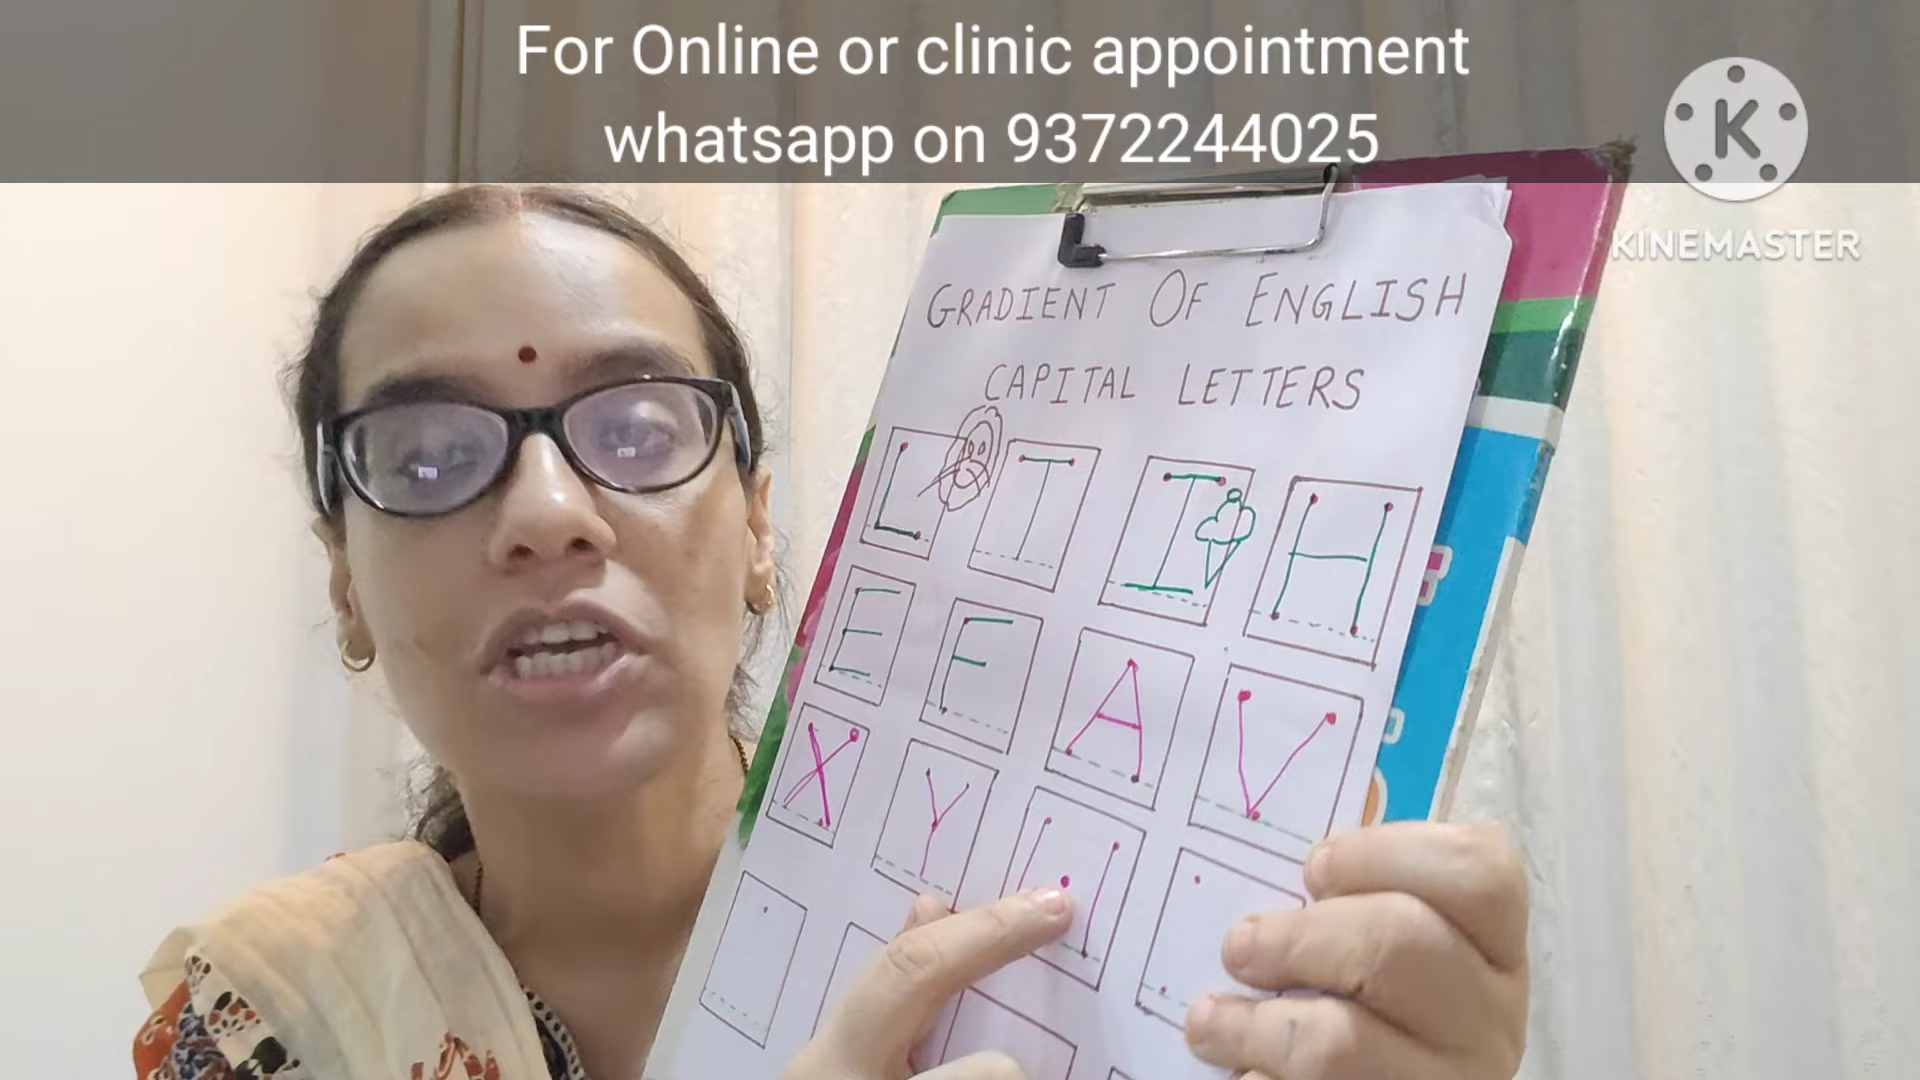 For Online or clinic appointment
whatsapp on 9372244025
K
KINEMASTER
GRADIENT OF ENGLISH
CAPITAL LETTERS
L T I H
E F A V
X Y